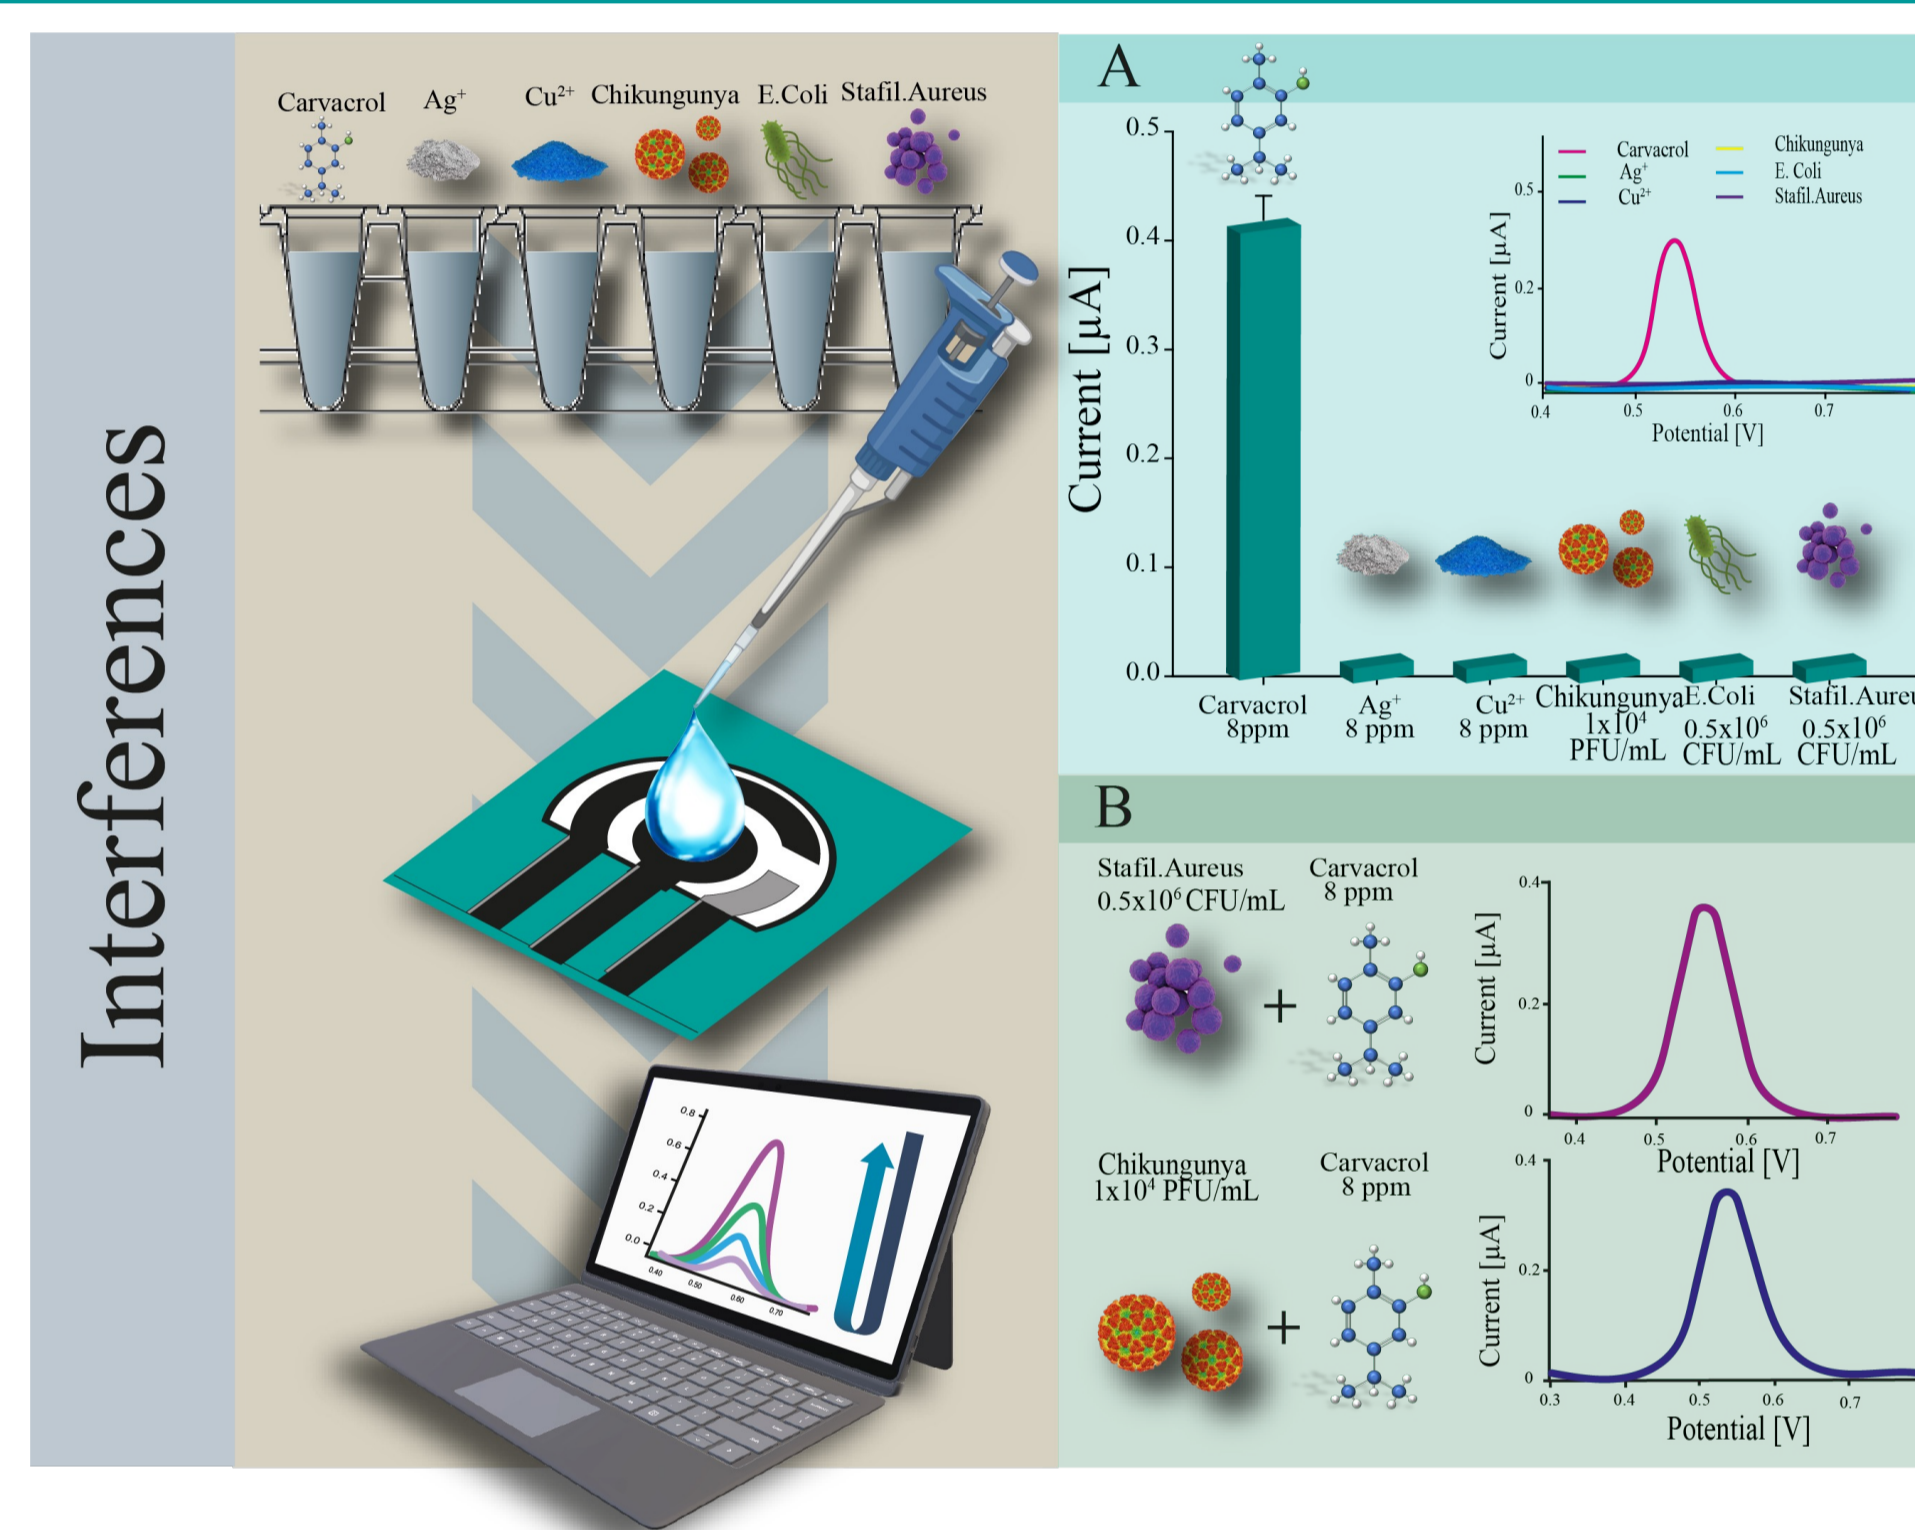 Interferences
Carvacrol
Ag⁺
Cu²⁺
Chikungunya
E.Coli
Stafil.Aureus
0.8
0.6
0.4
0.2
0.0
0.40
0.50
0.60
0.70
A
Current [µA]
0.5
0.4
0.3
0.2
0.1
0.0
Carvacrol
8ppm
Ag⁺
8 ppm
Cu²⁺
8 ppm
Chikungunya
1x10⁴
PFU/mL
E.Coli
0.5x10⁶
CFU/mL
Stafil.Aureu
0.5x10⁶
CFU/mL
Carvacrol
Ag⁺
Cu²⁺
Chikungunya
E. Coli
Stafil.Aureus
Current [µA]
0.5
0.2
0
0.4
0.5
0.6
0.7
Potential [V]
B
Stafil.Aureus
0.5x10⁶ CFU/mL
+
Carvacrol
8 ppm
Current [µA]
0.4
0.2
0
0.4
0.5
0.6
0.7
Potential [V]
Chikungunya
1x10⁴ PFU/mL
+
Carvacrol
8 ppm
Current [µA]
0.4
0.2
0
0.3
0.4
0.5
0.6
0.7
Potential [V]